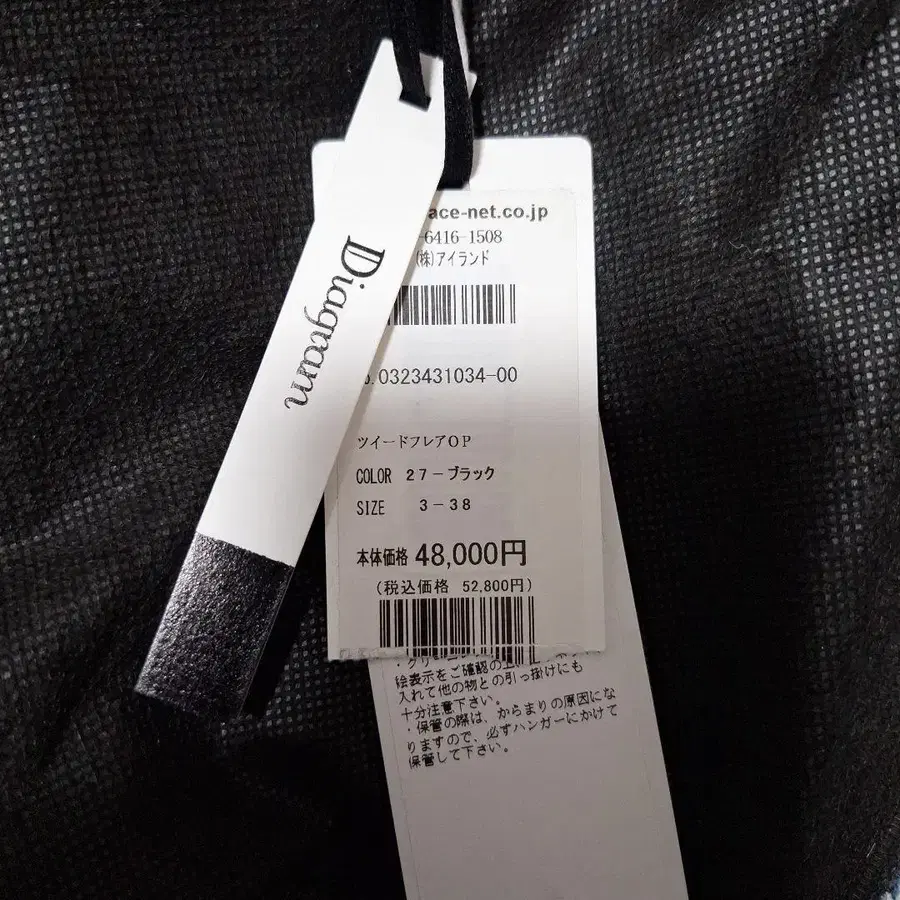 Diagram
ace-net.co.jp
-6416-1508
(株)アイランド
.0323431034-00
ツイードフレアOP
COLOR 27-ブラック
SIZE 3-38
本体価格 48,000円
(税込価格 52,800円)
絵表示をご確認の上
入れて他の物との引っ掛けにも
十分注意下さい。
・保管の際は、からまりの原因にな
りますので、必ずハンガーにかけて
保管して下さい。